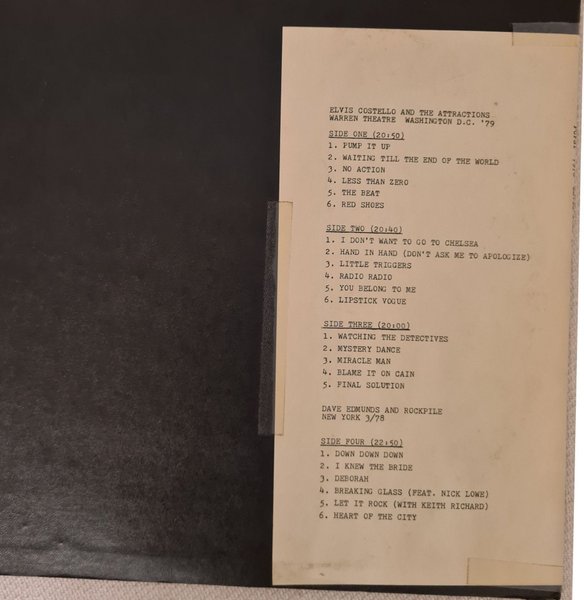 ELVIS COSTELLO AND THE ATTRACTIONS
WARREN THEATRE WASHINGTON D.C. '79
SIDE ONE (20:50)
1. PUMP IT UP
2. WAITING TILL THE END OF THE WORLD
3. NO ACTION
4. LESS THAN ZERO
5. THE BEAT
6. RED SHOES
SIDE TWO (20:40)
1. I DON'T WANT TO GO TO CHELSEA
2. HAND IN HAND (DON'T ASK ME TO APOLOGIZE)
3. LITTLE TRIGGERS
4. RADIO RADIO
5. YOU BELONG TO ME
6. LIPSTICK VOGUE
SIDE THREE (20:00)
1. WATCHING THE DETECTIVES
2. MYSTERY DANCE
3. MIRACLE MAN
4. BLAME IT ON CAIN
5. FINAL SOLUTION
DAVE EDMUNDS AND ROCKPILE
NEW YORK 3/78
SIDE FOUR (22:50)
1. DOWN DOWN DOWN
2. I KNEW THE BRIDE
3. DEBORAH
4. BREAKING GLASS (FEAT. NICK LOWE)
5. LET IT ROCK (WITH KEITH RICHARD)
6. HEART OF THE CITY